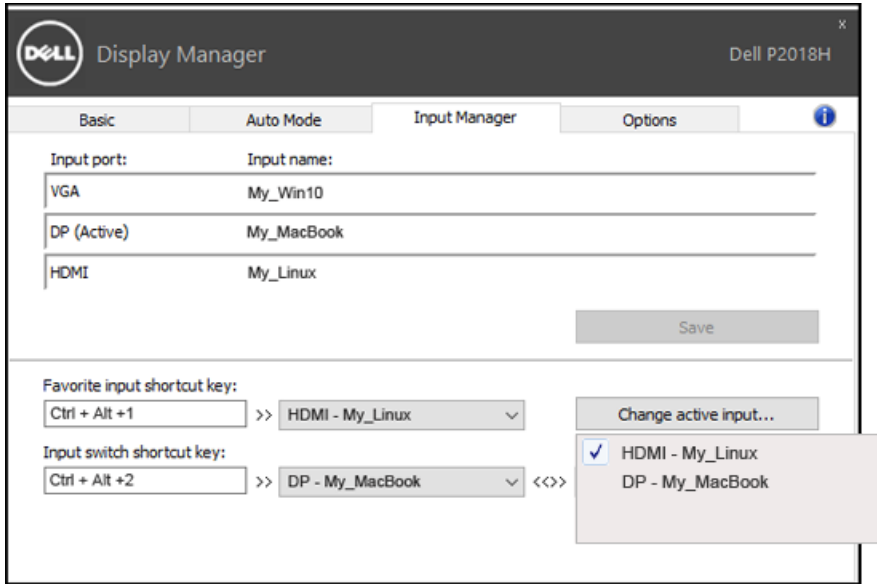 x
DELL Display Manager Dell P2018H
Basic Auto Mode Input Manager Options i
Input port: Input name:
VGA My_Win10
DP (Active) My_MacBook
HDMI My_Linux
Save
Favorite input shortcut key:
Ctrl + Alt +1 >> HDMI - My_Linux Change active input...
Input switch shortcut key: ✓ HDMI - My_Linux
Ctrl + Alt +2 >> DP - My_MacBook <<>> DP - My_MacBook